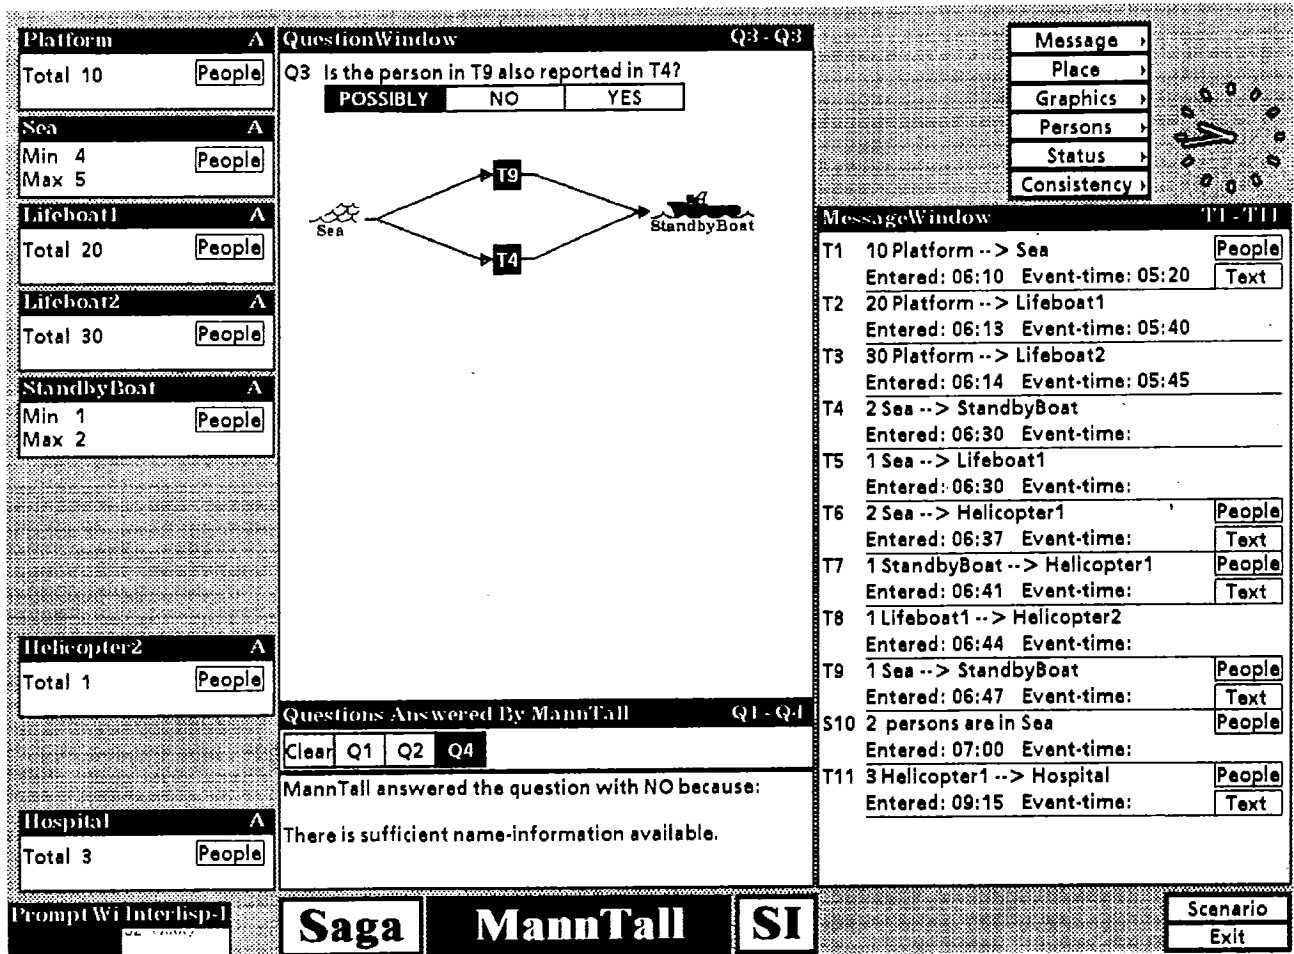 Platform A
Total 10 People
Sea A
Min 4 People
Max 5
Lifeboat1 A
Total 20 People
Lifeboat2 A
Total 30 People
StandbyBoat A
Min 1 People
Max 2
Helicopter2 A
Total 1 People
Hospital A
Total 3 People
Prompt Wi Interlisp-1
QuestionWindow Q3 - Q3
Q3 Is the person in T9 also reported in T4?
POSSIBLY NO YES
T9
Sea
StandbyBoat
T4
Questions Answered By MannTall Q1 - Q4
Clear Q1 Q2 Q4
MannTall answered the question with NO because:
There is sufficient name-information available.
Saga MannTall SI
Message
Place
Graphics
Persons
Status
Consistency
MessageWindow T1 - T11
T1 10 Platform --> Sea People
Entered: 06:10 Event-time: 05:20 Text
T2 20 Platform --> Lifeboat1
Entered: 06:13 Event-time: 05:40
T3 30 Platform --> Lifeboat2
Entered: 06:14 Event-time: 05:45
T4 2 Sea --> StandbyBoat
Entered: 06:30 Event-time:
T5 1 Sea --> Lifeboat1
Entered: 06:30 Event-time:
T6 2 Sea --> Helicopter1 People
Entered: 06:37 Event-time: Text
T7 1 StandbyBoat --> Helicopter1 People
Entered: 06:41 Event-time: Text
T8 1 Lifeboat1 --> Helicopter2
Entered: 06:44 Event-time:
T9 1 Sea --> StandbyBoat People
Entered: 06:47 Event-time: Text
S10 2 persons are in Sea People
Entered: 07:00 Event-time:
T11 3 Helicopter1 --> Hospital People
Entered: 09:15 Event-time: Text
Scenario
Exit